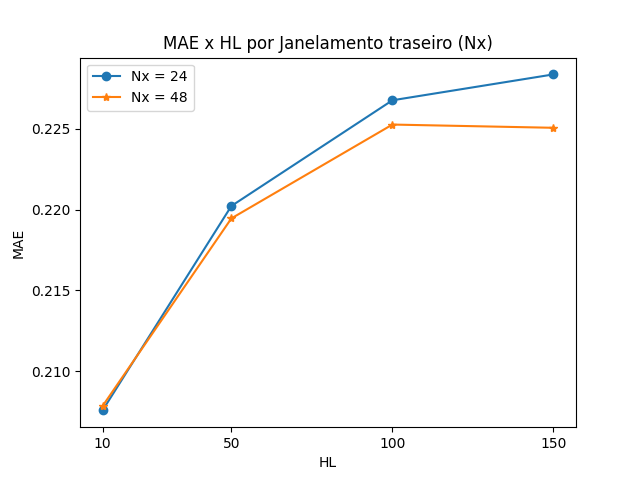 MAE x HL por Janelamento traseiro (Nx)
Nx = 24
Nx = 48
0.225
0.220
0.215
0.210
MAE
10 50 100 150
HL